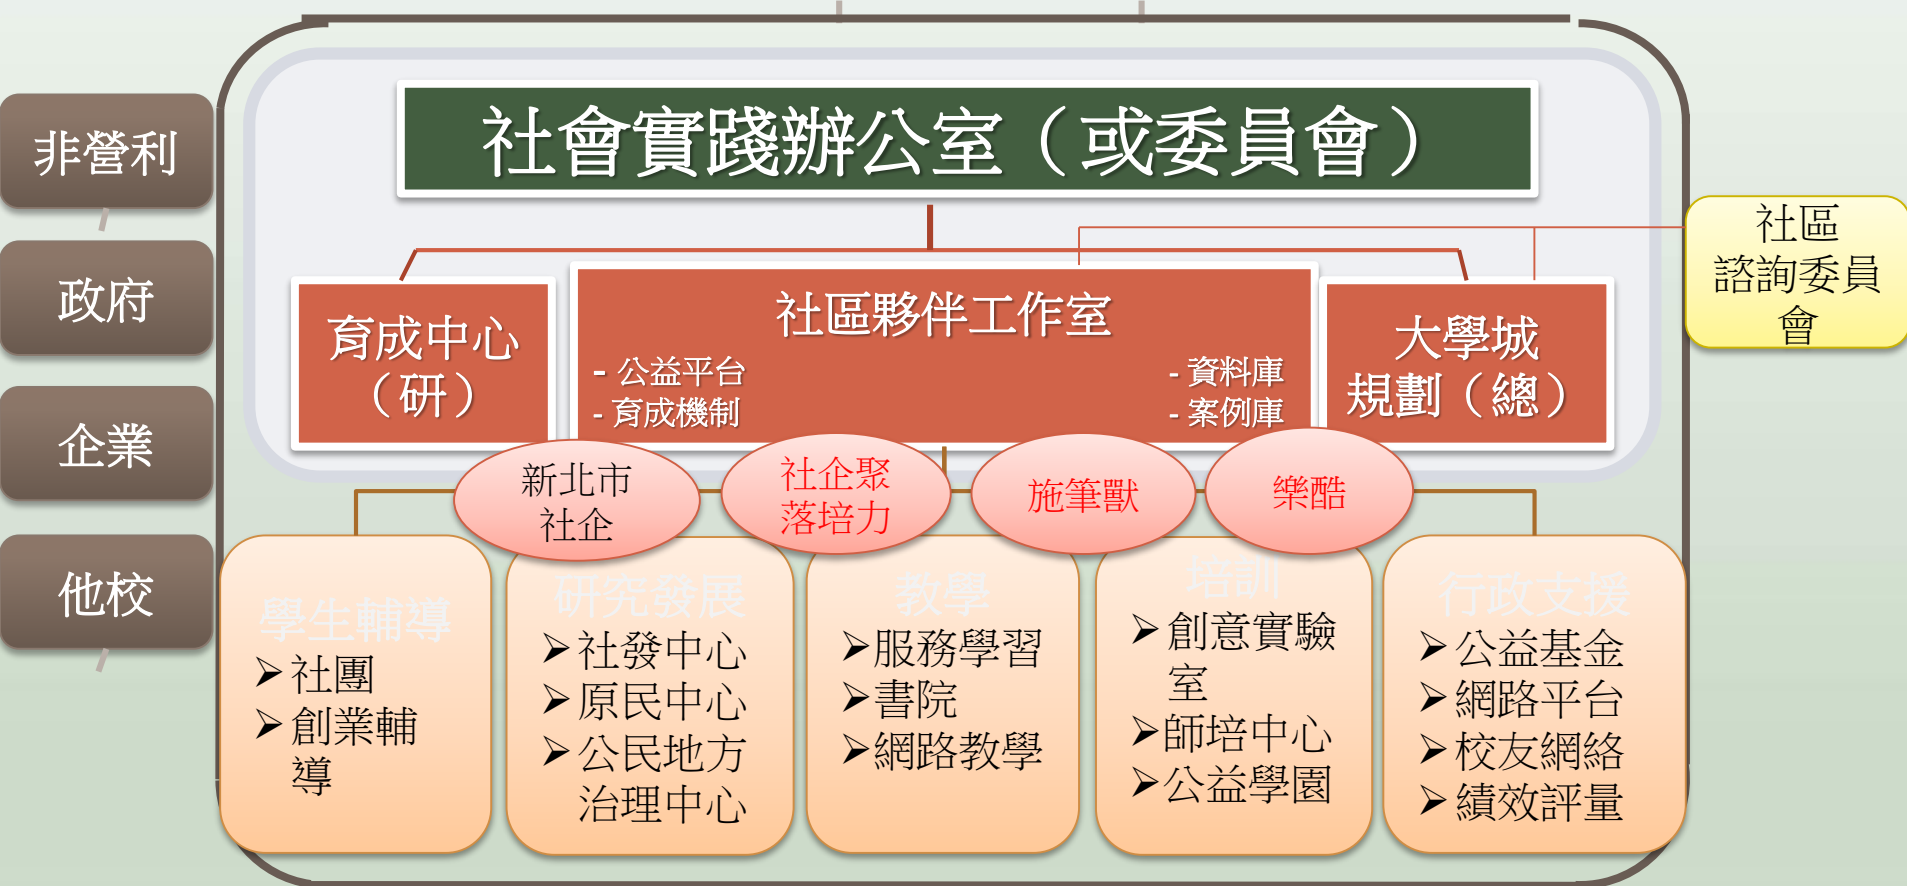 社會實踐辦公室（或委員會）
非營利
政府
企業
他校
社區
諮詢委員
會
育成中心
（研）
社區夥伴工作室
- 公益平台
- 育成機制
- 資料庫
- 案例庫
大學城
規劃（總）
新北市
社企
社企聚
落培力
施筆獸
樂酷
學生輔導
➢社團
➢創業輔
導
研究發展
➢社發中心
➢原民中心
➢公民地方
治理中心
教學
➢服務學習
➢書院
➢網路教學
培訓
➢創意實驗
室
➢師培中心
➢公益學園
行政支援
➢公益基金
➢網路平台
➢校友網絡
➢績效評量